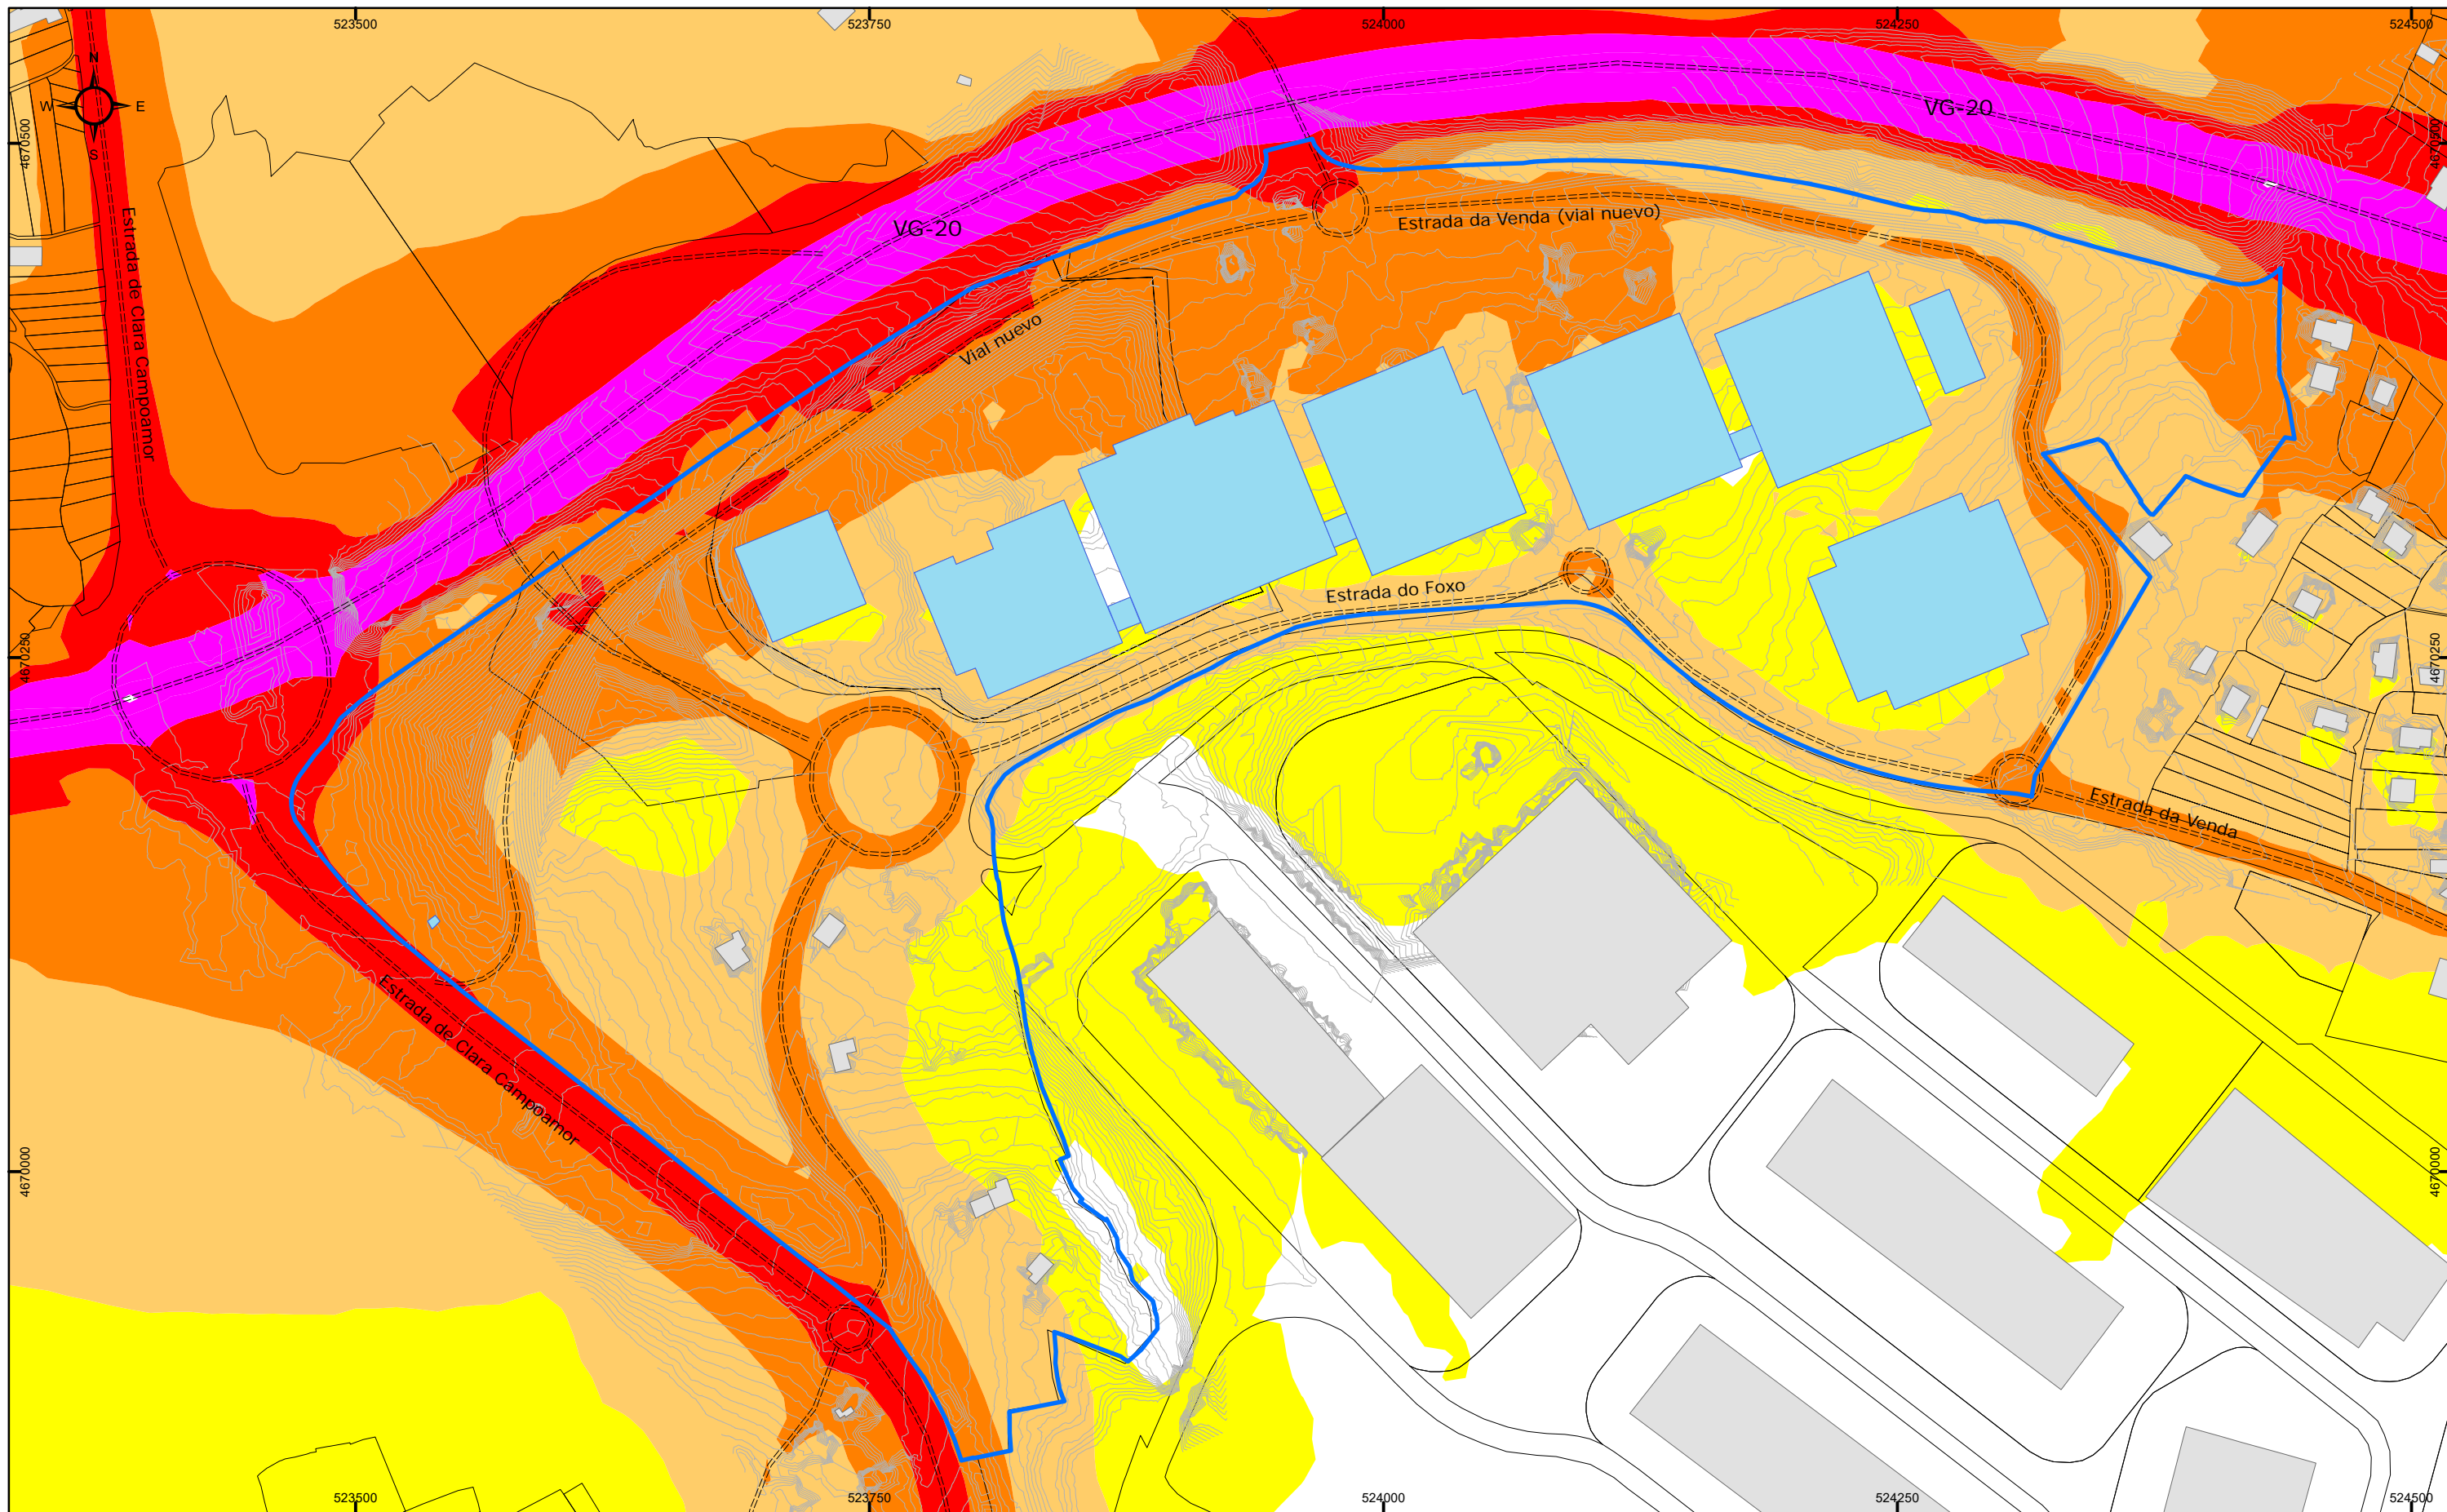 523500
523750
524000
524250
524500
N
W
E
S
4670500
4670500
VG-20
VG-20
Estrada da Venda (vial nuevo)
Estrada de Clara Campoamor
Vial nuevo
Estrada do Foxo
4670250
4670250
Estrada da Venda
Estrada de Clara Campoamor
4670000
4670000
523500
523750
524000
524250
524500